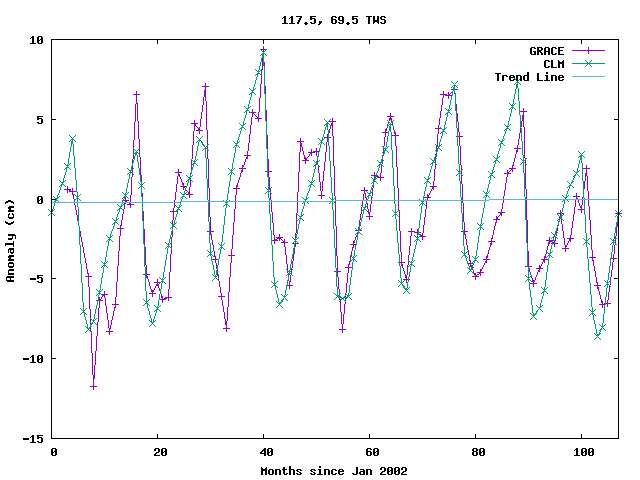 117.5, 69.5 TWS
GRACE
CLM
Trend Line
10
5
0
-5
-10
-15
Anomaly (cm)
0 20 40 60 80 100
Months since Jan 2002